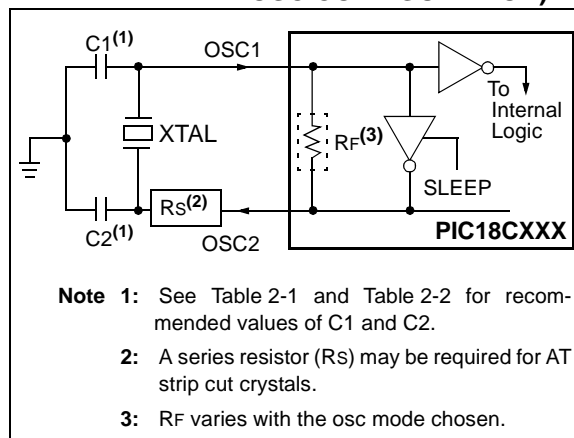 C1(1)
OSC1
To
Internal
Logic
XTAL
RF(3)
SLEEP
RS(2)
C2(1)
OSC2
PIC18CXXX
Note 1: See Table 2-1 and Table 2-2 for recom-
mended values of C1 and C2.
2: A series resistor (RS) may be required for AT
strip cut crystals.
3: RF varies with the osc mode chosen.